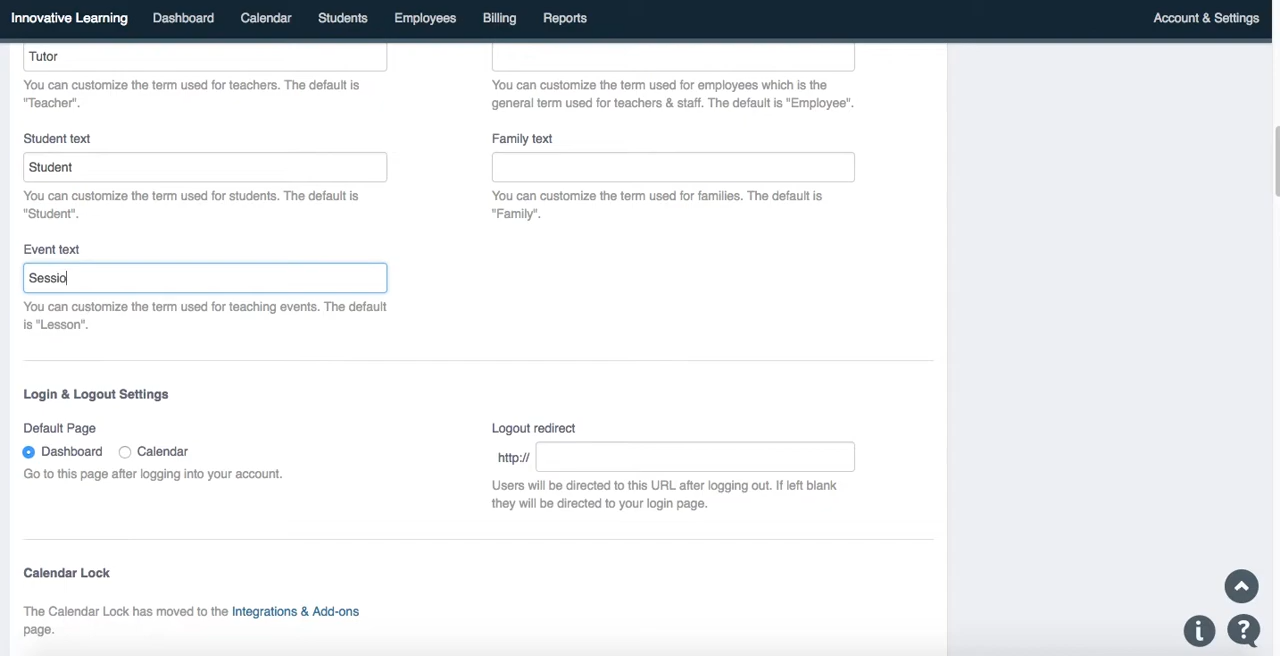 Innovative Learning Dashboard Calendar Students Employees Billing Reports Account & Settings
Tutor
You can customize the term used for teachers. The default is
"Teacher".
You can customize the term used for employees which is the
general term used for teachers & staff. The default is "Employee".
Student text
Student
You can customize the term used for students. The default is
"Student".
Family text
You can customize the term used for families. The default is
"Family".
Event text
Sessio
You can customize the term used for teaching events. The default
is "Lesson".
Login & Logout Settings
Default Page
Dashboard Calendar
Go to this page after logging into your account.
Logout redirect
http://
Users will be directed to this URL after logging out. If left blank
they will be directed to your login page.
Calendar Lock
The Calendar Lock has moved to the Integrations & Add-ons
page.
i ?